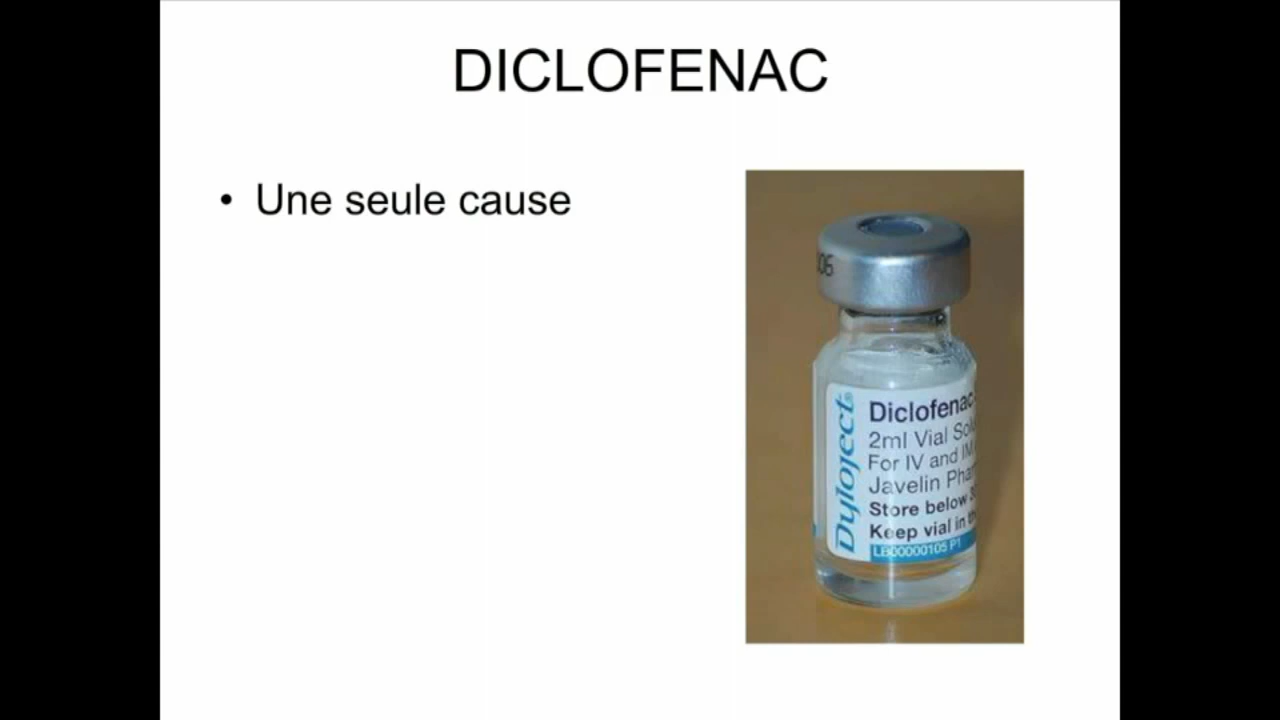 DICLOFENAC
• Une seule cause
Dyloject®
Diclofenac
2ml Vial
For IV and IM
Javelin
Store below
Keep vial in
LB00000105 P1